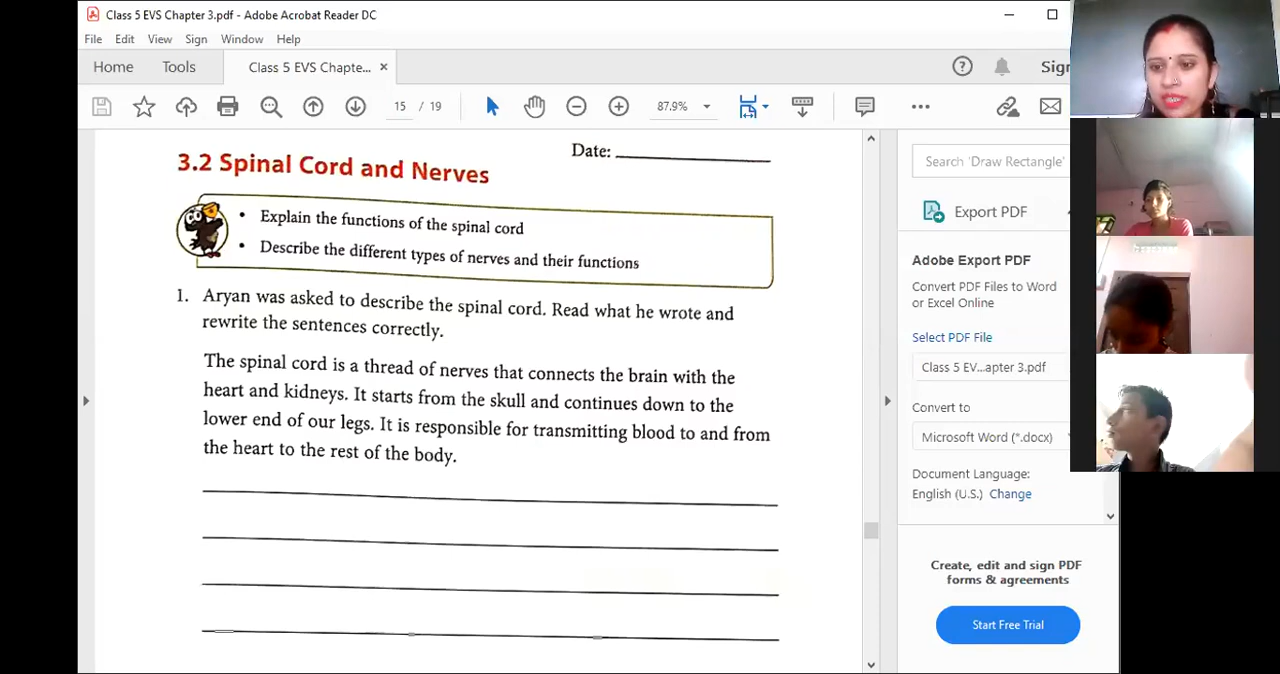 Class 5 EVS Chapter 3.pdf - Adobe Acrobat Reader DC
File Edit View Sign Window Help
Home Tools Class 5 EVS Chapte... Sign
15 / 19 87.9%
Date:
3.2 Spinal Cord and Nerves
• Explain the functions of the spinal cord
• Describe the different types of nerves and their functions
1. Aryan was asked to describe the spinal cord. Read what he wrote and
rewrite the sentences correctly.
The spinal cord is a thread of nerves that connects the brain with the
heart and kidneys. It starts from the skull and continues down to the
lower end of our legs. It is responsible for transmitting blood to and from
the heart to the rest of the body.
Search 'Draw Rectangle'
Export PDF
Adobe Export PDF
Convert PDF Files to Word
or Excel Online
Select PDF File
Class 5 EV...apter 3.pdf
Convert to
Microsoft Word (*.docx)
Document Language:
English (U.S.) Change
Create, edit and sign PDF
forms & agreements
Start Free Trial